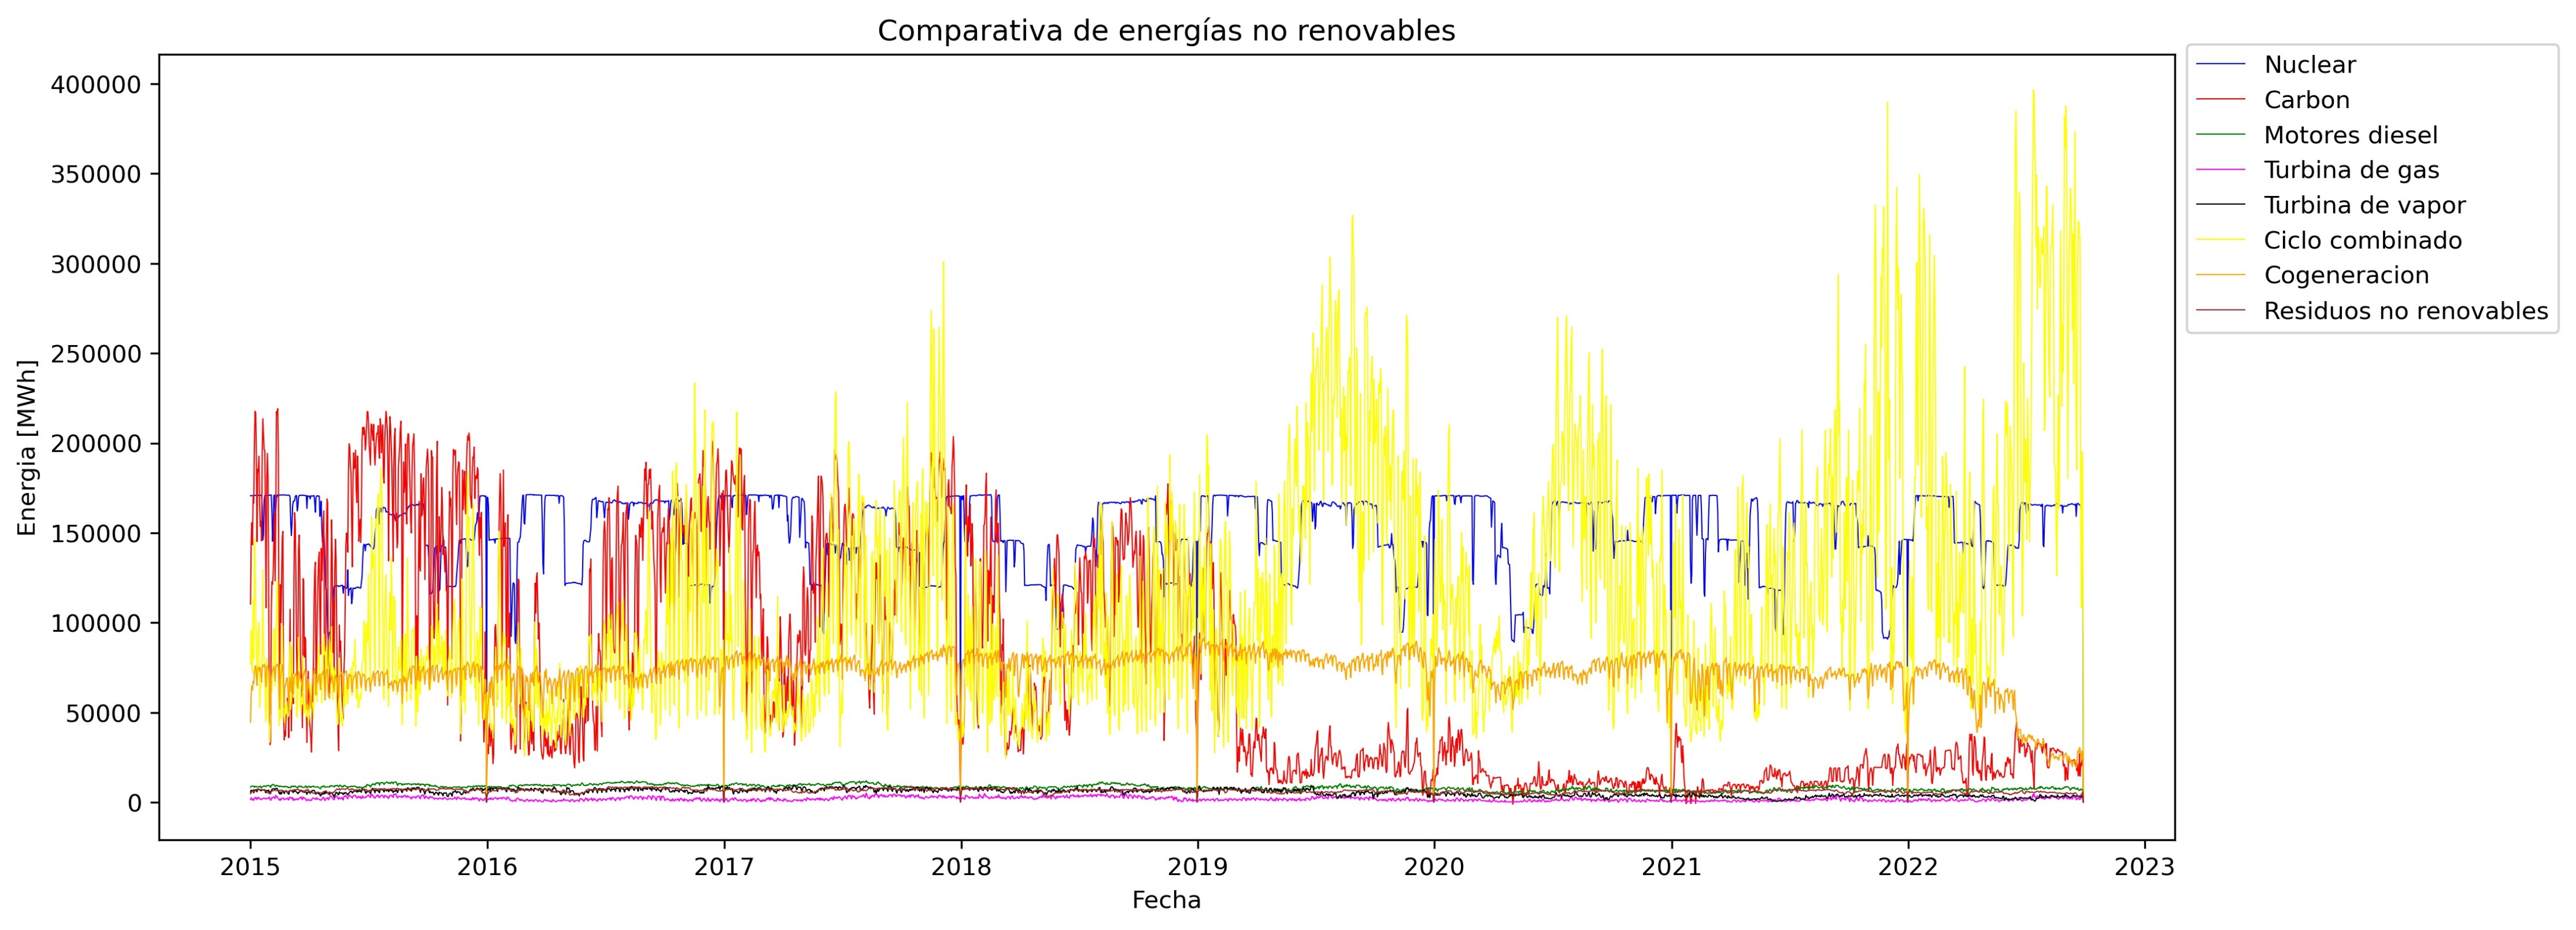 Comparativa de energías no renovables
Energia [MWh]
400000
350000
300000
250000
200000
150000
100000
50000
0
2015 2016 2017 2018 2019 2020 2021 2022 2023
Fecha
Nuclear
Carbon
Motores diesel
Turbina de gas
Turbina de vapor
Ciclo combinado
Cogeneracion
Residuos no renovables